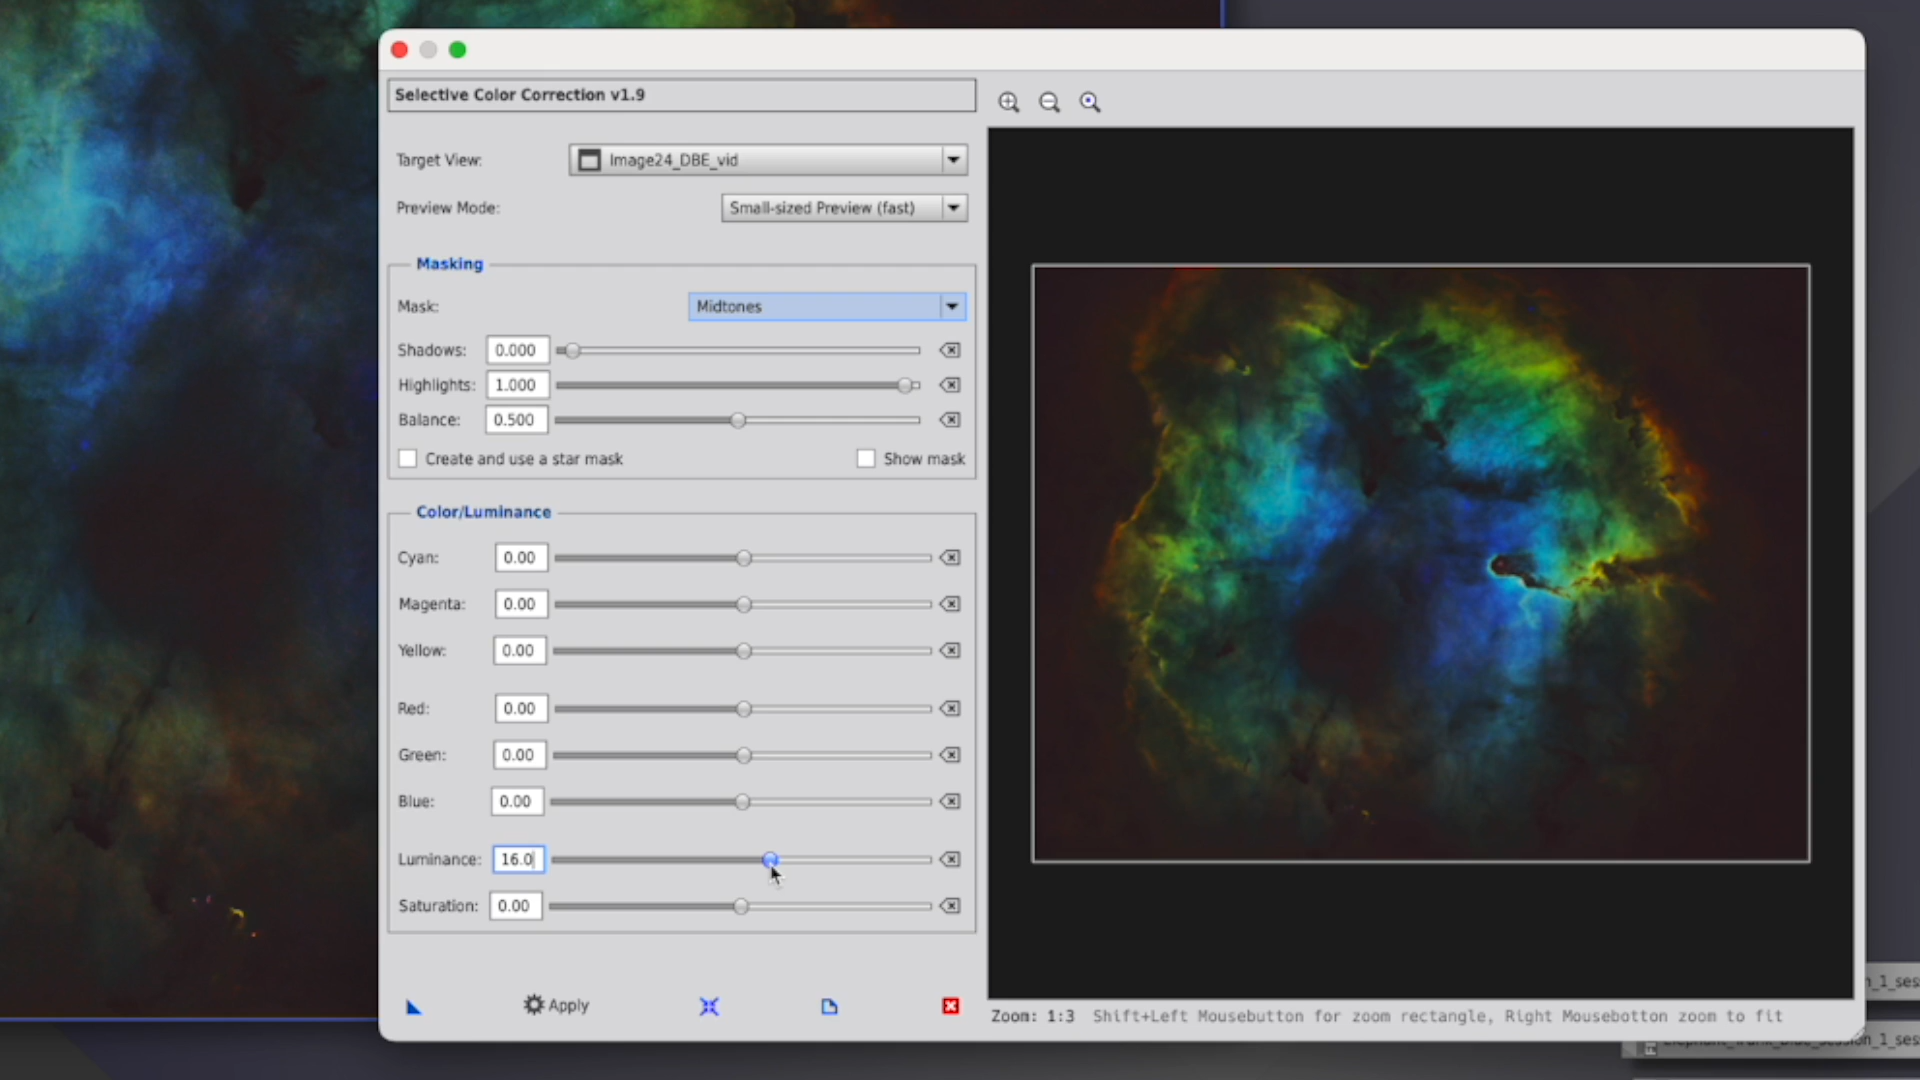 Selective Color Correction v1.9
Target View:
Image24_DBE_vid
Preview Mode:
Small-sized Preview (fast)
Masking
Mask:
Midtones
Shadows:
0.000
Highlights:
1.000
Balance:
0.500
Create and use a star mask
Show mask
Color/Luminance
Cyan:
0.00
Magenta:
0.00
Yellow:
0.00
Red:
0.00
Green:
0.00
Blue:
0.00
Luminance:
16.0
Saturation:
0.00
Apply
Zoom: 1:3 Shift+Left Mousebutton for zoom rectangle, Right Mousebotton zoom to fit
_1_ses
_session_1_ses